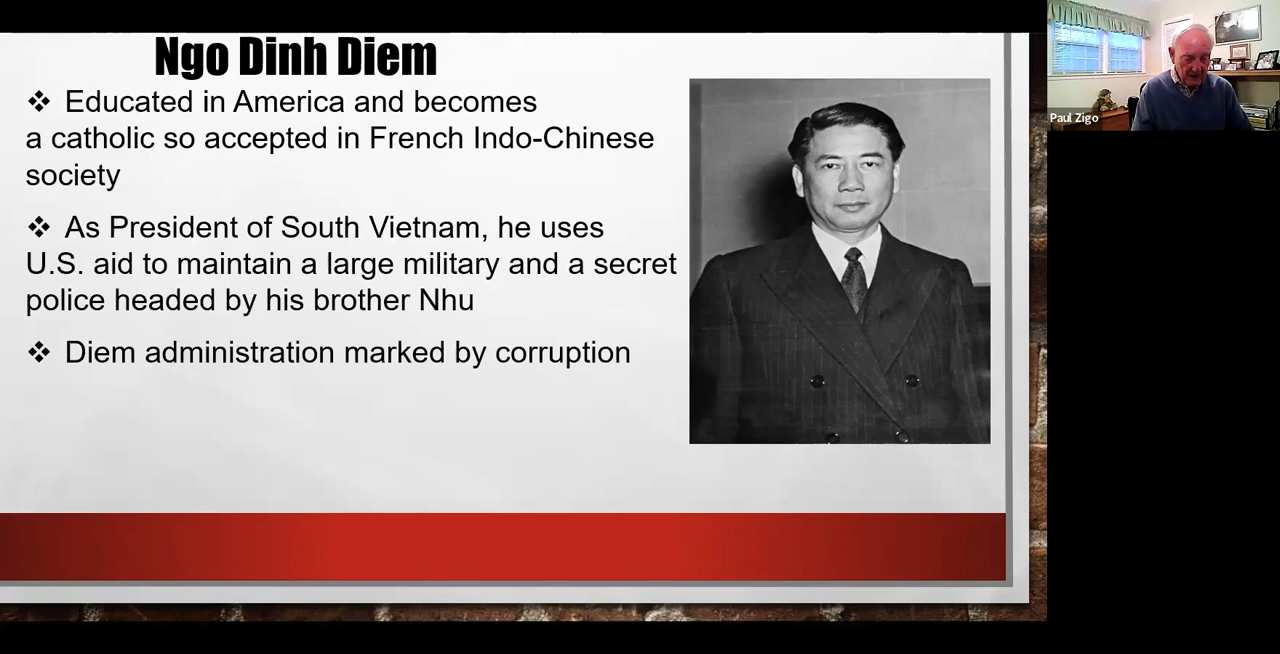 Ngo Dinh Diem
❖ Educated in America and becomes
a catholic so accepted in French Indo-Chinese
society
❖ As President of South Vietnam, he uses
U.S. aid to maintain a large military and a secret
police headed by his brother Nhu
❖ Diem administration marked by corruption
Paul Zigo